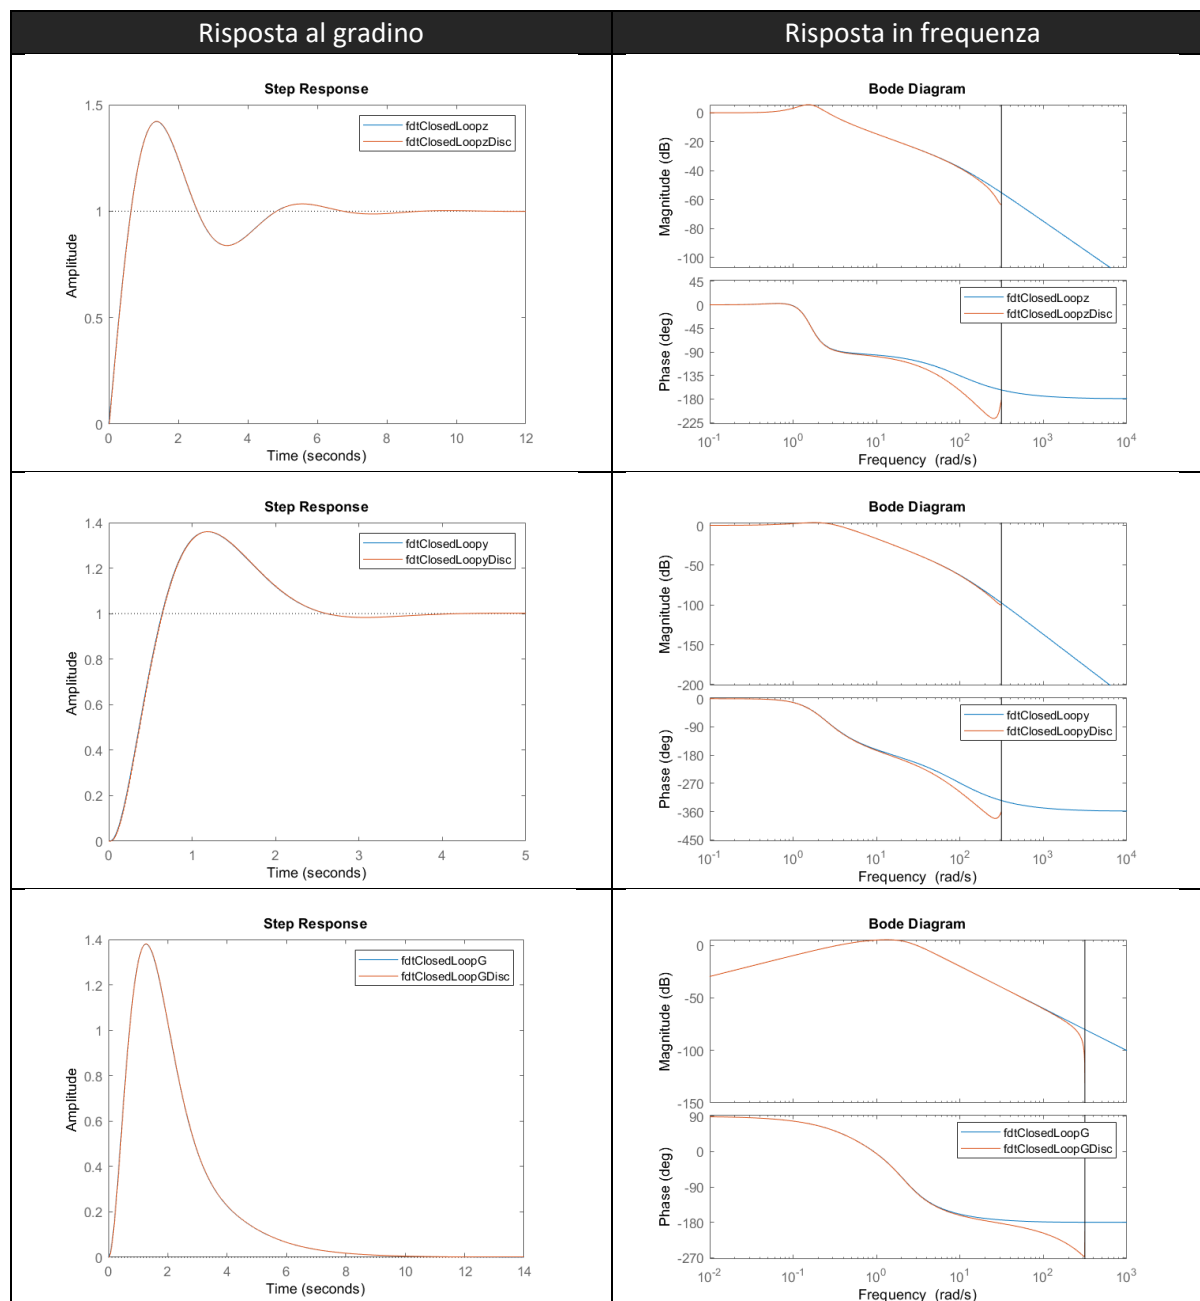 Risposta al gradino
Risposta in frequenza
Step Response
1.5
1
0.5
0
Amplitude
fdtClosedLoopz
fdtClosedLoopzDisc
0 2 4 6 8 10 12
Time (seconds)
Bode Diagram
0
-20
-40
-60
-80
-100
Magnitude (dB)
45
0
-45
-90
-135
-180
-225
Phase (deg)
fdtClosedLoopz
fdtClosedLoopzDisc
10-1 100 101 102 103 104
Frequency (rad/s)
Step Response
1.4
1.2
1
0.8
0.6
0.4
0.2
0
Amplitude
fdtClosedLoopy
fdtClosedLoopyDisc
0 1 2 3 4 5
Time (seconds)
Bode Diagram
0
-50
-100
-150
-200
Magnitude (dB)
0
-90
-180
-270
-360
-450
Phase (deg)
fdtClosedLoopy
fdtClosedLoopyDisc
10-1 100 101 102 103 104
Frequency (rad/s)
Step Response
1.4
1.2
1
0.8
0.6
0.4
0.2
0
Amplitude
fdtClosedLoopG
fdtClosedLoopGDisc
0 2 4 6 8 10 12 14
Time (seconds)
Bode Diagram
0
-50
-100
-150
Magnitude (dB)
90
0
-90
-180
-270
Phase (deg)
fdtClosedLoopG
fdtClosedLoopGDisc
10-2 10-1 100 101 102 103
Frequency (rad/s)